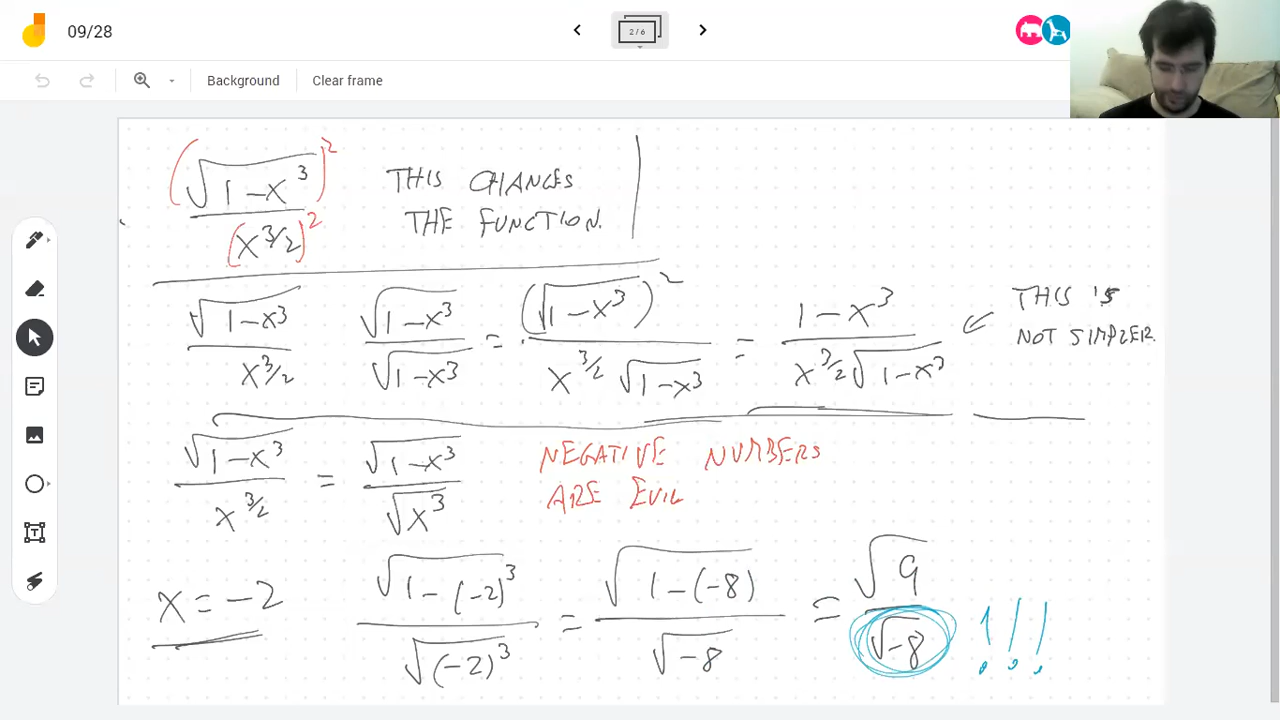 09/28
2/6
Background
Clear frame
(√(1-x³))² / (x^3/2)²
THIS CHANGES
THE FUNCTION.
√(1-x³) / x^3/2 √(1-x³) / √(1-x³) = (√(1-x³))² / x^3/2 √(1-x³) = 1-x³ / x^3/2 √(1-x³)
THIS IS
NOT SIMPLER.
√(1-x³) / x^3/2 = √(1-x³) / √x³
NEGATIVE NUMBERS
ARE EVIL
x = -2
√(1-(-2)³) / √(-2)³ = √(1-(-8)) / √-8 = √9 / √-8 !!!